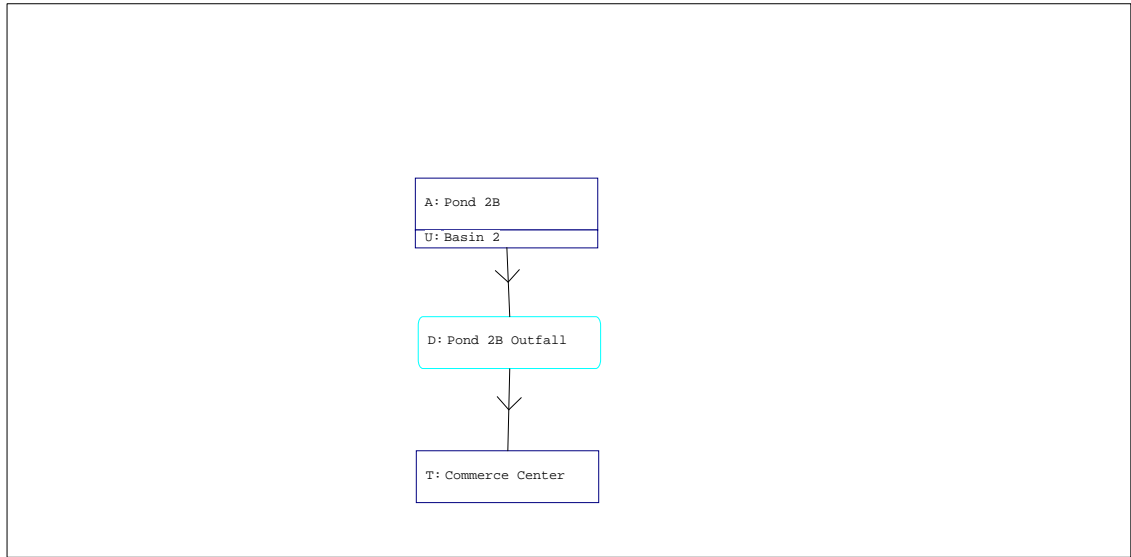 A: Pond 2B
U: Basin 2
D: Pond 2B Outfall
T: Commerce Center